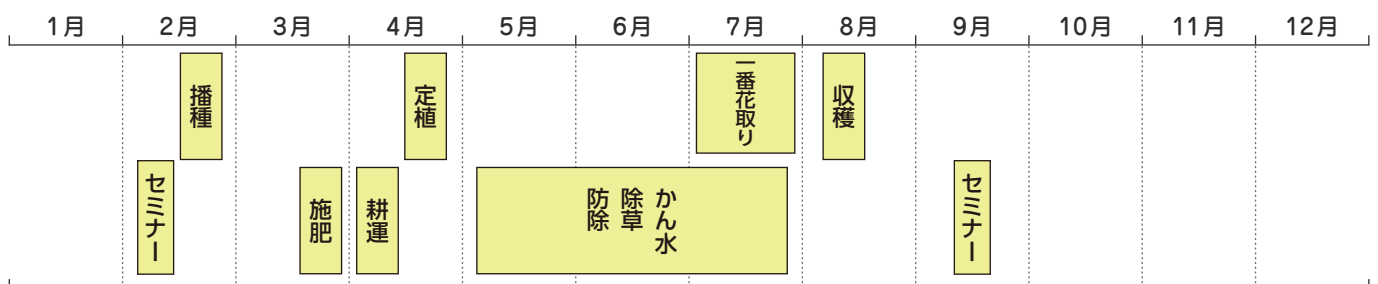 1月 2月 3月 4月 5月 6月 7月 8月 9月 10月 11月 12月
播種
定植
一番花取り
収穫
セミナー
施肥
耕運
かん水
除草
防除
セミナー